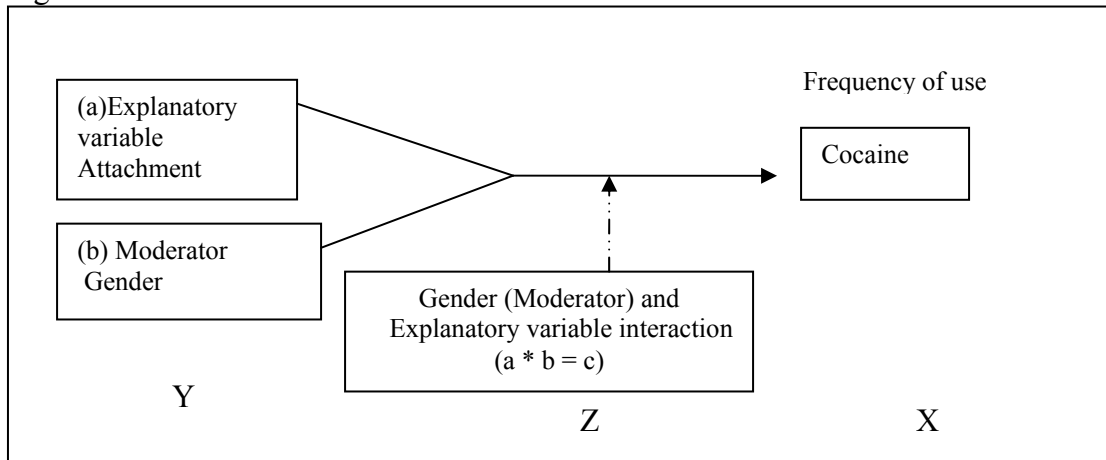 (a)Explanatory
variable
Attachment
Frequency of use
Cocaine
(b) Moderator
Gender
Gender (Moderator) and
Explanatory variable interaction
(a * b = c)
Y
Z
X